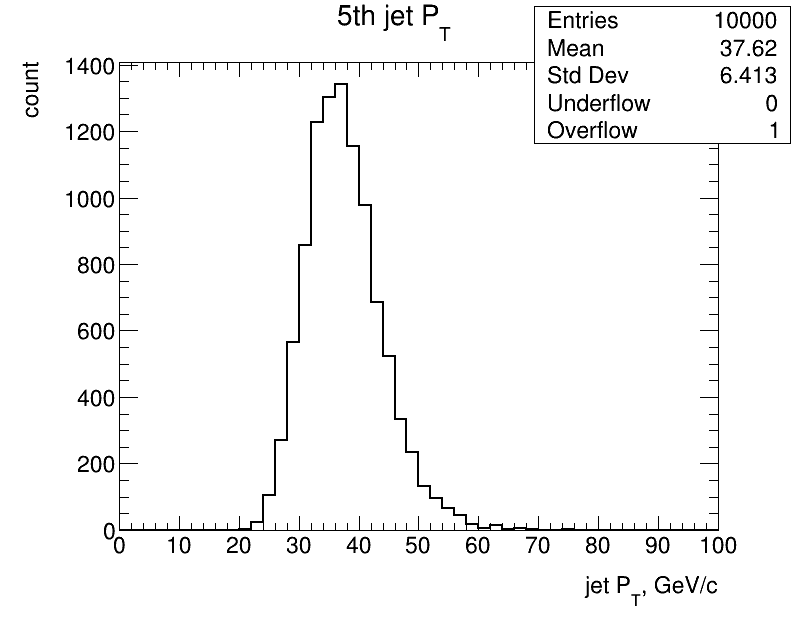 5th jet P_T
Entries 10000
Mean 37.62
Std Dev 6.413
Underflow 0
Overflow 1
count
1400
1200
1000
800
600
400
200
0
0 10 20 30 40 50 60 70 80 90 100
jet P_T, GeV/c